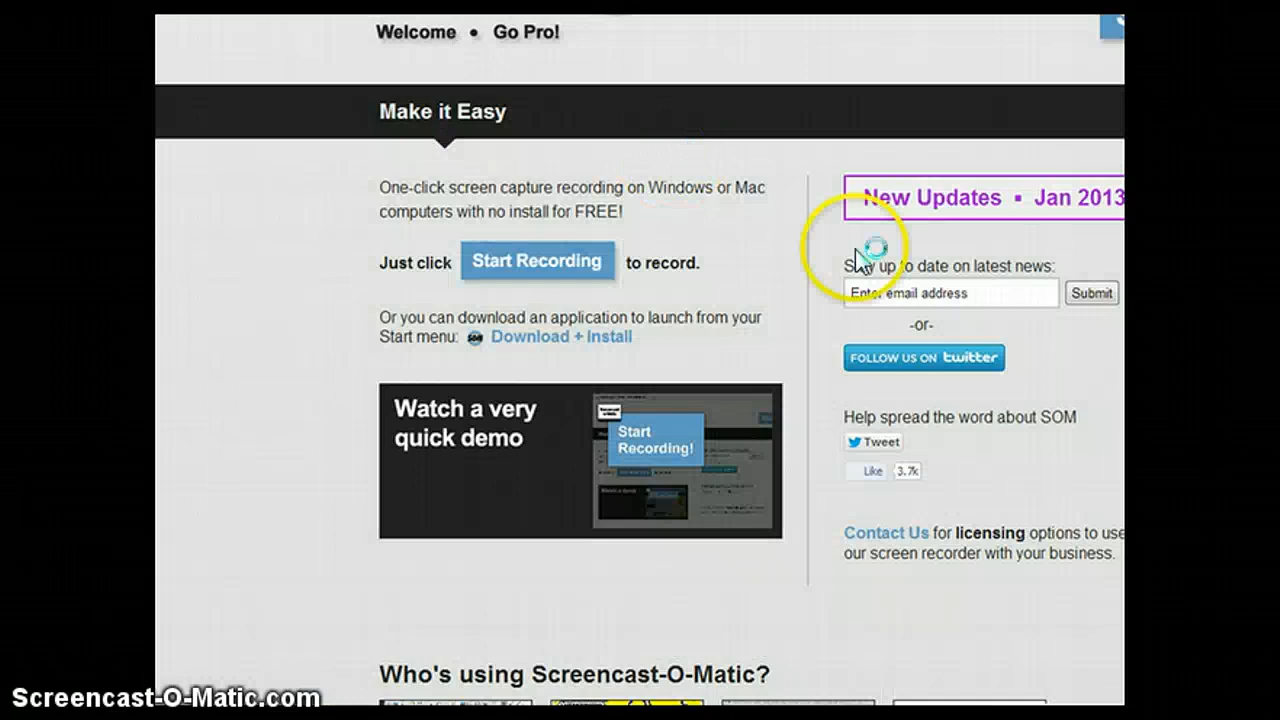 Welcome • Go Pro!
Make it Easy
One-click screen capture recording on Windows or Mac
computers with no install for FREE!
Just click Start Recording to record.
Or you can download an application to launch from your
Start menu: SOM Download + Install
Watch a very
quick demo
Start
Recording!
New Updates ▪ Jan 2013
Stay up to date on latest news:
Enter email address Submit
-or-
FOLLOW US ON twitter
Help spread the word about SOM
Tweet
Like 3.7k
Contact Us for licensing options to use
our screen recorder with your business.
Who's using Screencast-O-Matic?
Screencast-O-Matic.com